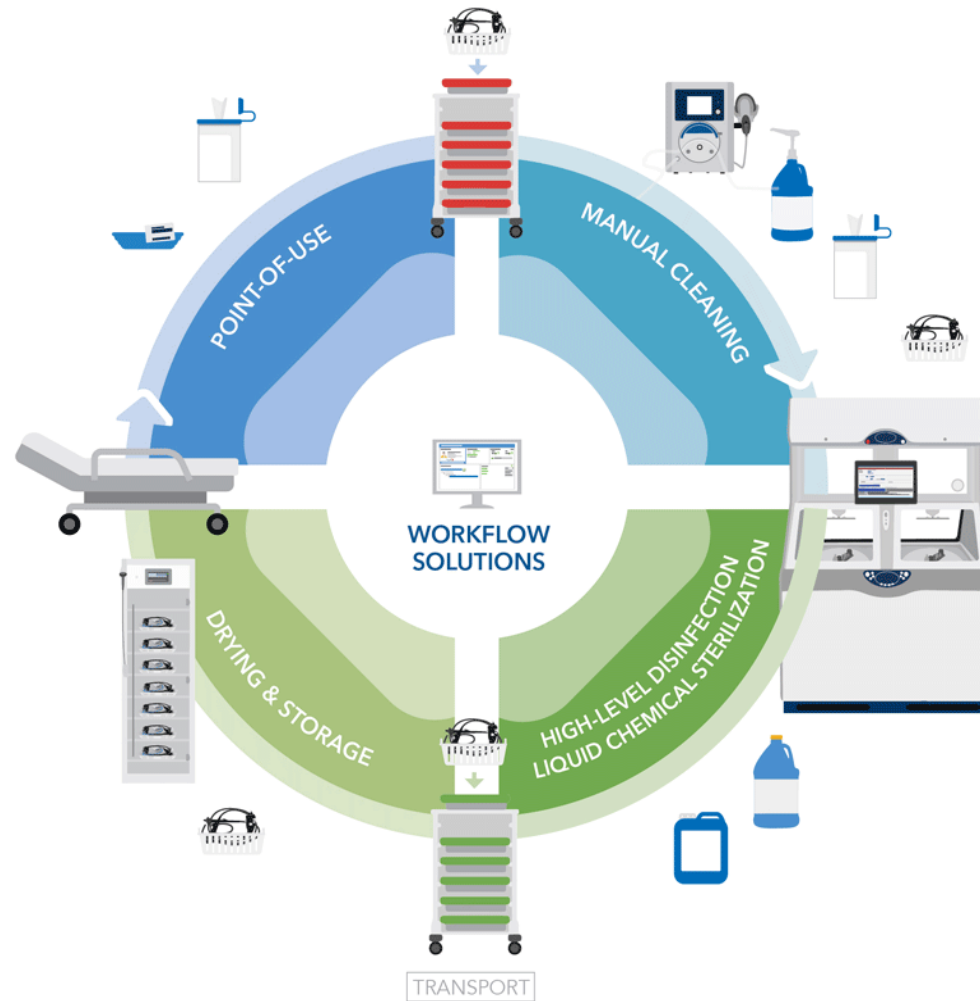 POINT-OF-USE
MANUAL CLEANING
WORKFLOW
SOLUTIONS
DRYING & STORAGE
HIGH-LEVEL DISINFECTION
LIQUID CHEMICAL STERILIZATION
TRANSPORT